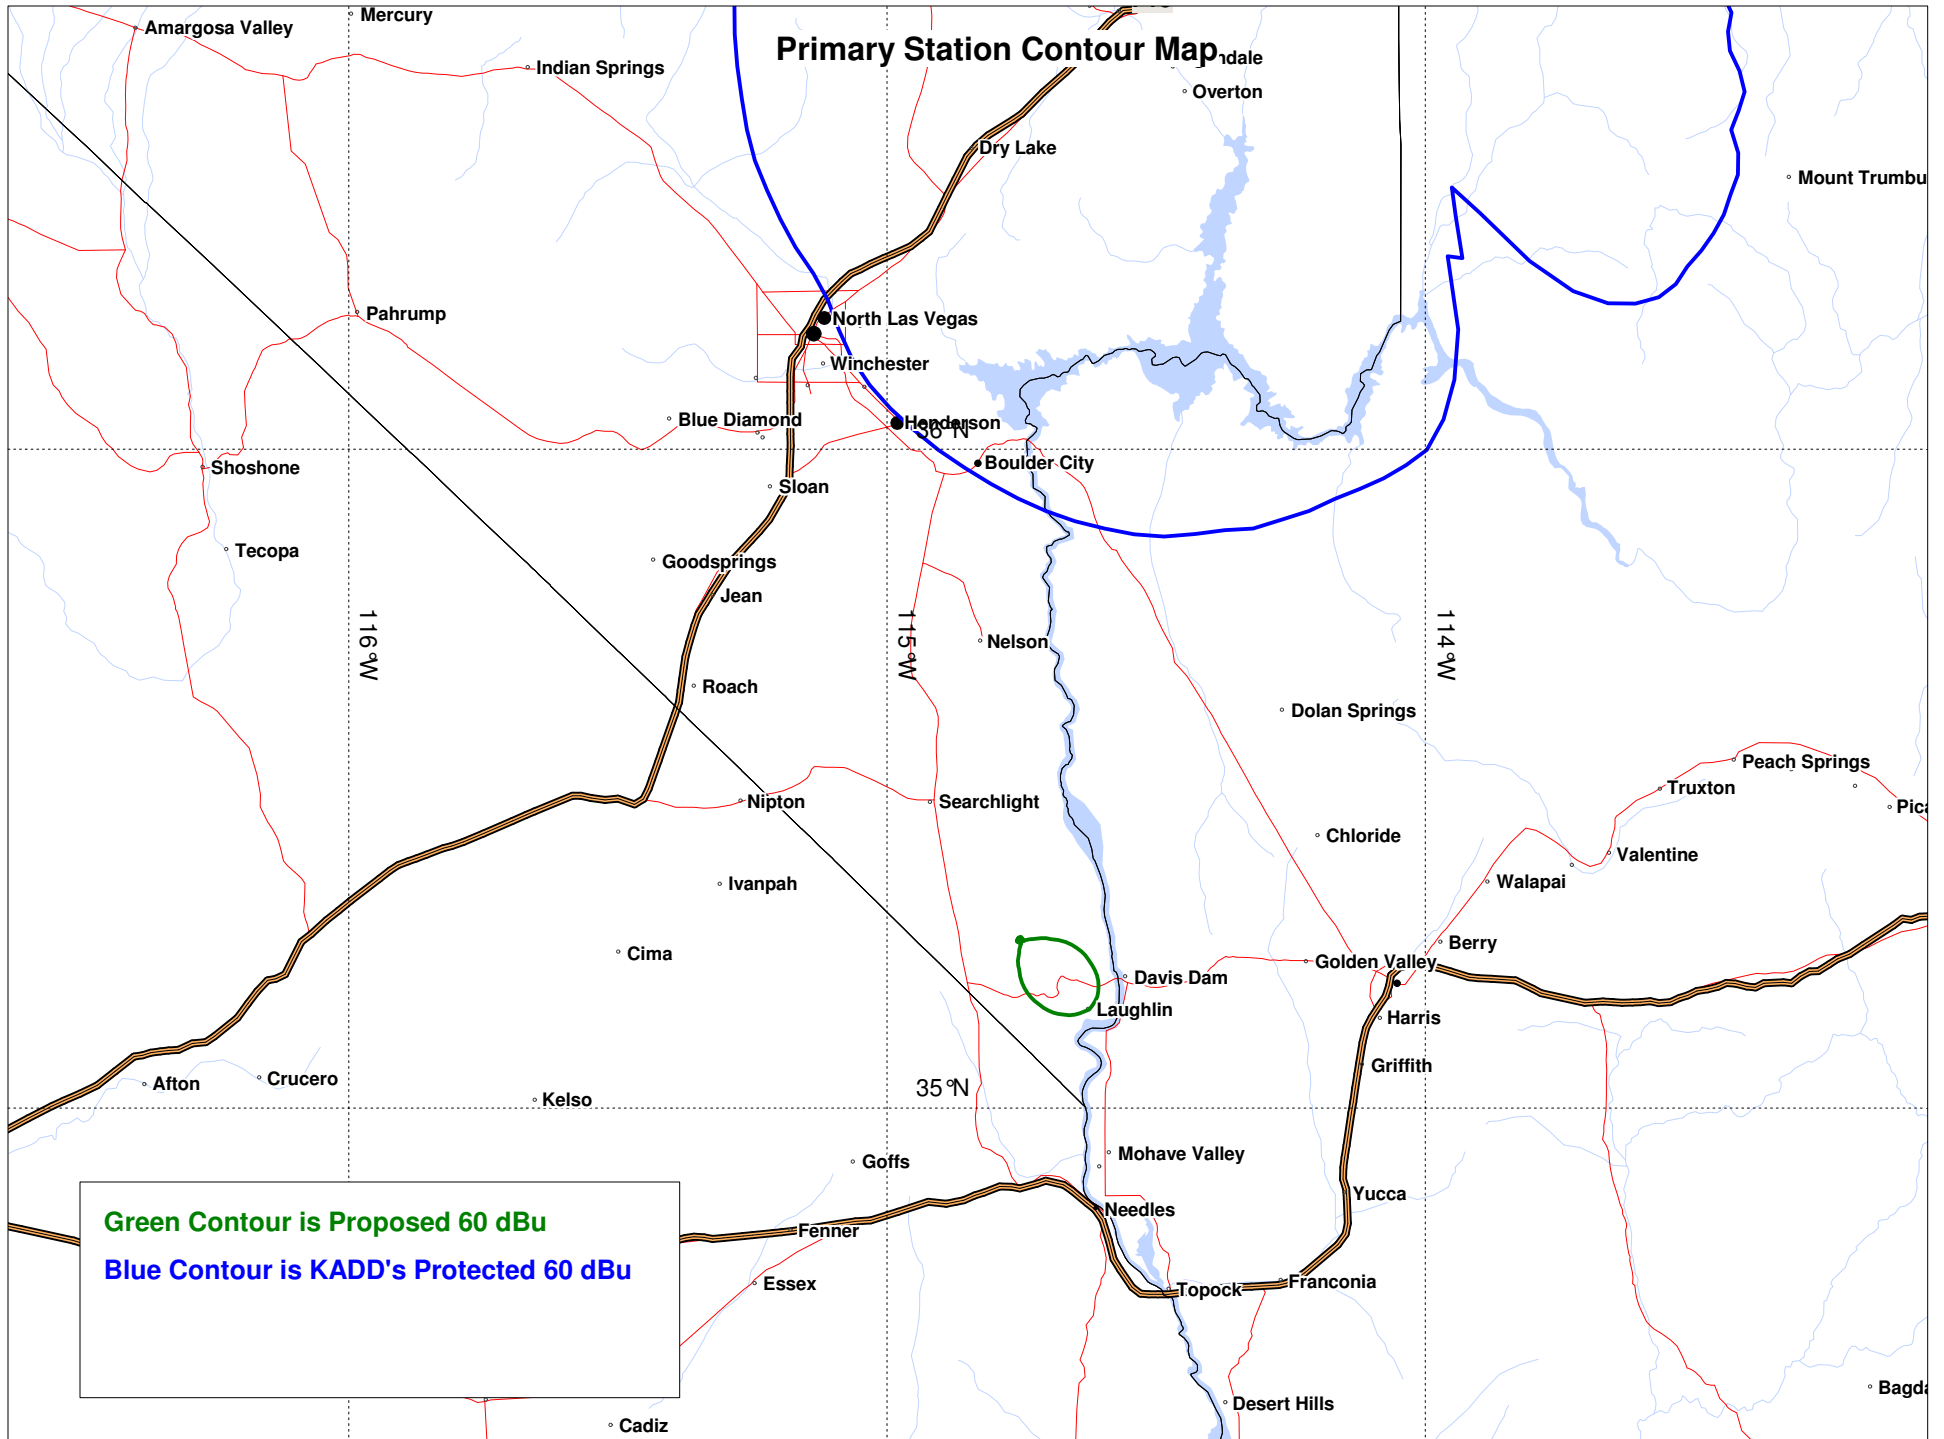 Mercury
Amargosa Valley
Primary Station Contour Map
ndale
Indian Springs
Overton
Dry Lake
Mount Trumbu
Pahrump
North Las Vegas
Winchester
Blue Diamond
Henderson
36°N
Boulder City
Shoshone
Sloan
Tecopa
Goodsprings
Jean
116°W
115°W
114°W
Nelson
Roach
Dolan Springs
Peach Springs
Truxton
Nipton
Searchlight
Pica
Chloride
Valentine
Ivanpah
Walapai
Berry
Cima
Golden Valley
Davis Dam
Laughlin
Harris
Griffith
Afton
Crucero
35°N
Kelso
Mohave Valley
Goffs
Yucca
Needles
Green Contour is Proposed 60 dBu
Fenner
Blue Contour is KADD's Protected 60 dBu
Essex
Franconia
Topock
Bagda
Desert Hills
Cadiz